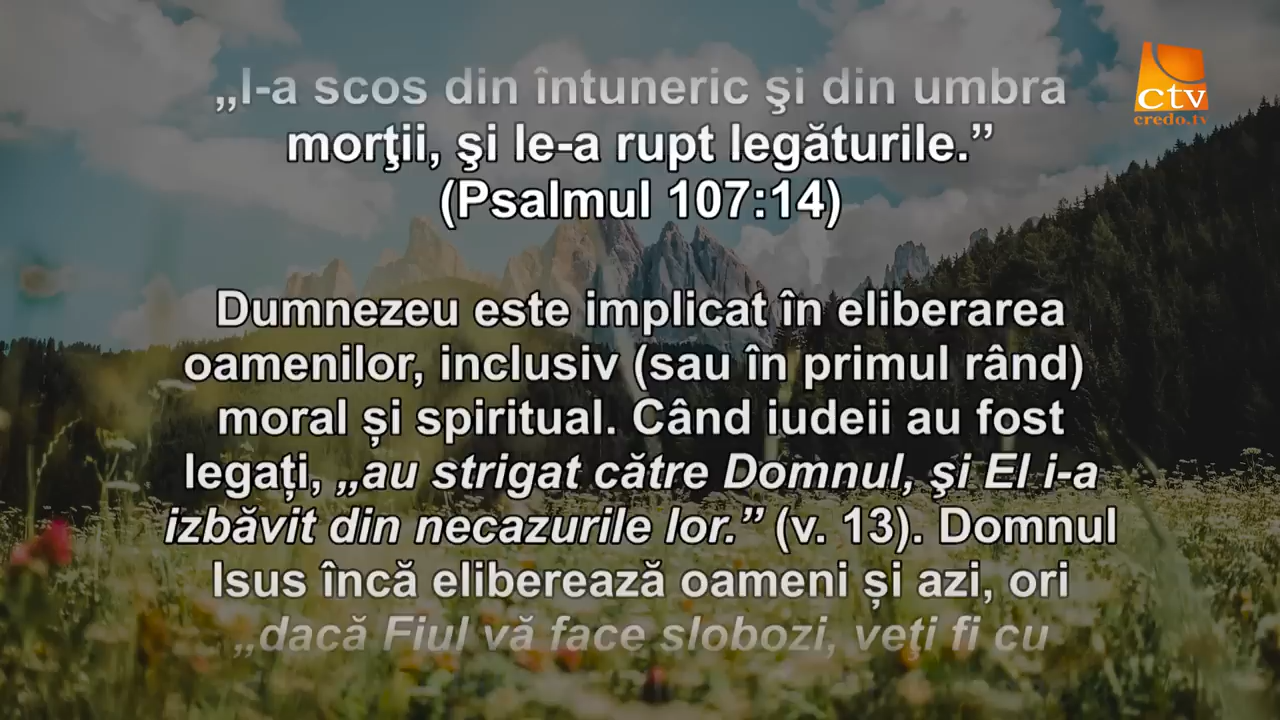 „I-a scos din întuneric şi din umbra
morţii, şi le-a rupt legăturile.”
(Psalmul 107:14)
Dumnezeu este implicat în eliberarea
oamenilor, inclusiv (sau în primul rând)
moral și spiritual. Când iudeii au fost
legați, „au strigat către Domnul, şi El i-a
izbăvit din necazurile lor.” (v. 13). Domnul
Isus încă eliberează oameni și azi, ori
„dacă Fiul vă face slobozi, veţi fi cu
ctv
credo.tv